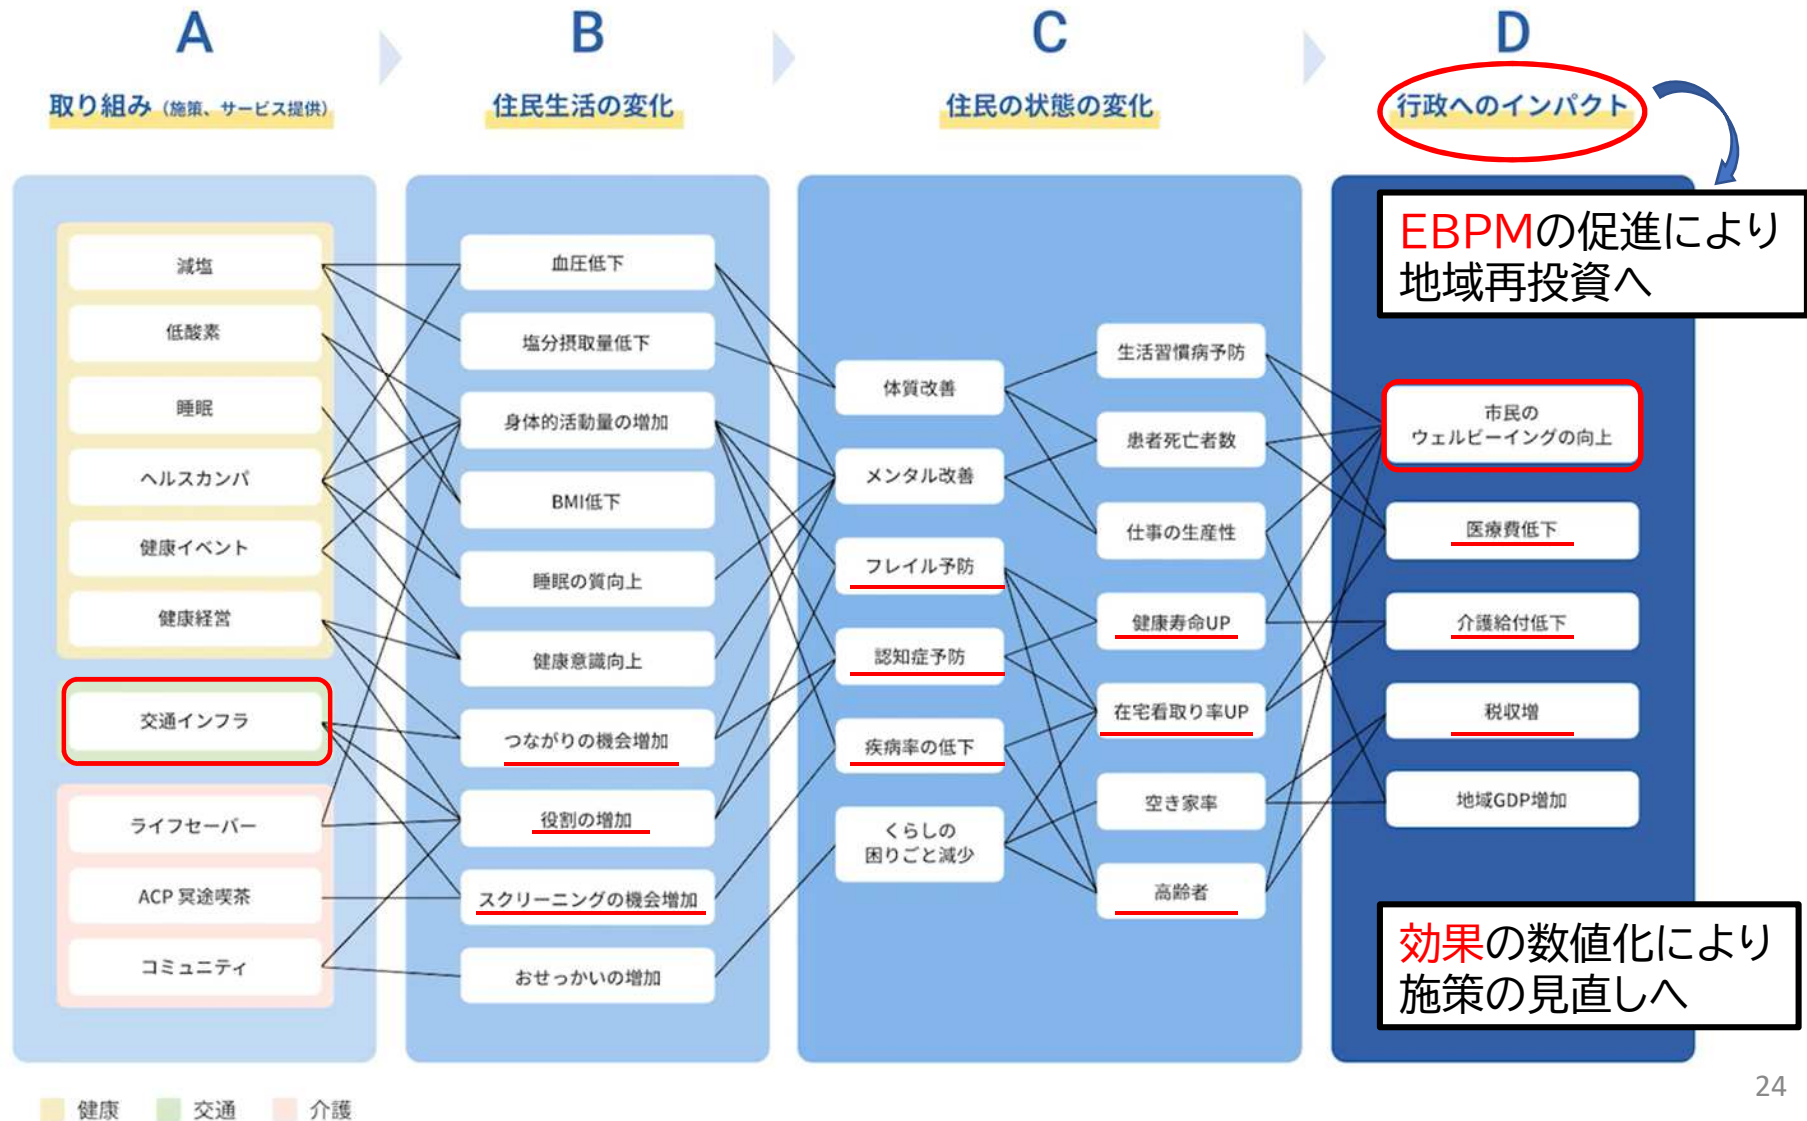 A
B
C
D
取り組み（施策、サービス提供）
住民生活の変化
住民の状態の変化
行政へのインパクト
減塩
低酸素
睡眠
ヘルスカンパ
健康イベント
健康経営
交通インフラ
ライフセーバー
ACP 冥途喫茶
コミュニティ
血圧低下
塩分摂取量低下
身体的活動量の増加
BMI低下
睡眠の質向上
健康意識向上
つながりの機会増加
役割の増加
スクリーニングの機会増加
おせっかいの増加
体質改善
メンタル改善
フレイル予防
認知症予防
疾病率の低下
くらしの
困りごと減少
生活習慣病予防
患者死亡者数
仕事の生産性
健康寿命UP
在宅看取り率UP
空き家率
高齢者
EBPMの促進により
地域再投資へ
市民の
ウェルビーイングの向上
医療費低下
介護給付低下
税収増
地域GDP増加
効果の数値化により
施策の見直しへ
健康
交通
介護
24